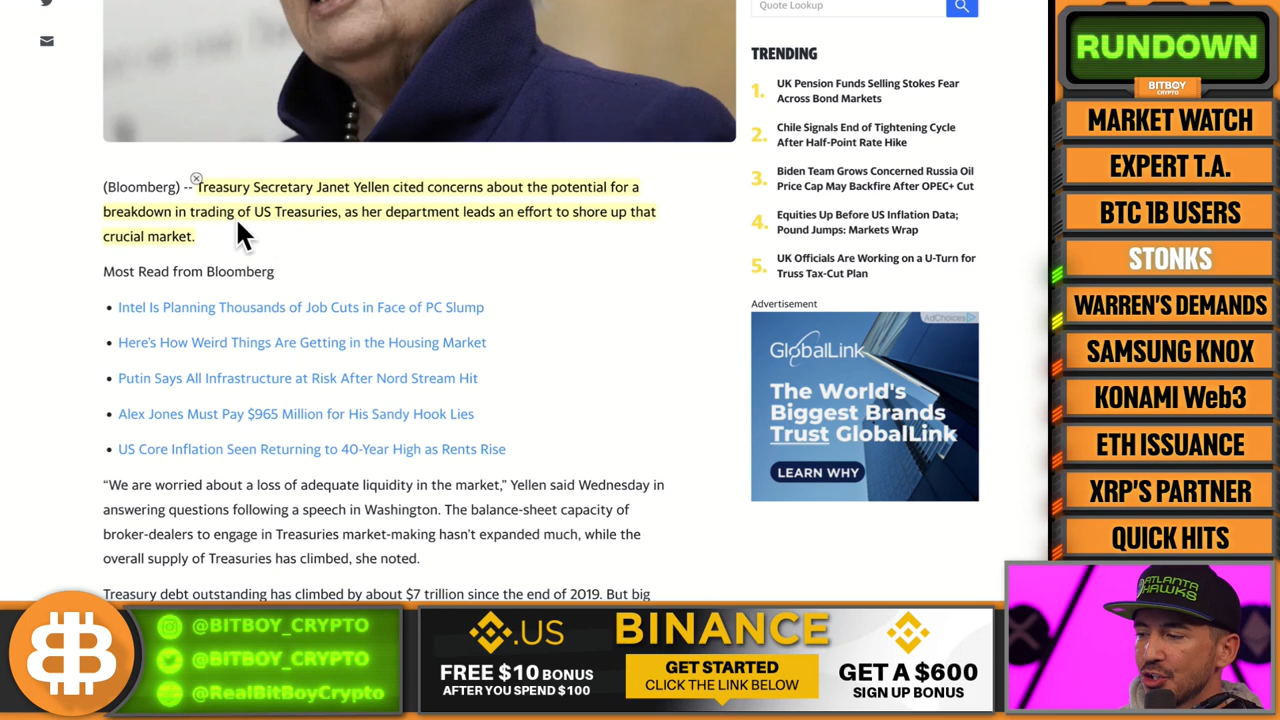 Quote Lookup
TRENDING
1. UK Pension Funds Selling Stokes Fear
Across Bond Markets
2. Chile Signals End of Tightening Cycle
After Half-Point Rate Hike
3. Biden Team Grows Concerned Russia Oil
Price Cap May Backfire After OPEC+ Cut
4. Equities Up Before US Inflation Data;
Pound Jumps: Markets Wrap
5. UK Officials Are Working on a U-Turn for
Truss Tax-Cut Plan
Advertisement
AdChoices
GlobalLink
The World's
Biggest Brands
Trust GlobalLink
LEARN WHY
(Bloomberg) -- Treasury Secretary Janet Yellen cited concerns about the potential for a
breakdown in trading of US Treasuries, as her department leads an effort to shore up that
crucial market.
Most Read from Bloomberg
• Intel Is Planning Thousands of Job Cuts in Face of PC Slump
• Here's How Weird Things Are Getting in the Housing Market
• Putin Says All Infrastructure at Risk After Nord Stream Hit
• Alex Jones Must Pay $965 Million for His Sandy Hook Lies
• US Core Inflation Seen Returning to 40-Year High as Rents Rise
“We are worried about a loss of adequate liquidity in the market,” Yellen said Wednesday in
answering questions following a speech in Washington. The balance-sheet capacity of
broker-dealers to engage in Treasuries market-making hasn't expanded much, while the
overall supply of Treasuries has climbed, she noted.
Treasury debt outstanding has climbed by about $7 trillion since the end of 2019. But big
RUNDOWN
BITBOY
CRYPTO
MARKET WATCH
EXPERT T.A.
BTC 1B USERS
STONKS
WARREN'S DEMANDS
SAMSUNG KNOX
KONAMI Web3
ETH ISSUANCE
XRP'S PARTNER
QUICK HITS
ATLANTA
HAWKS
@BITBOY_CRYPTO
@BITBOY_CRYPTO
@RealBitBoyCrypto
.US
FREE $10 BONUS
AFTER YOU SPEND $100
BINANCE
GET STARTED
CLICK THE LINK BELOW
GET A $600
SIGN UP BONUS